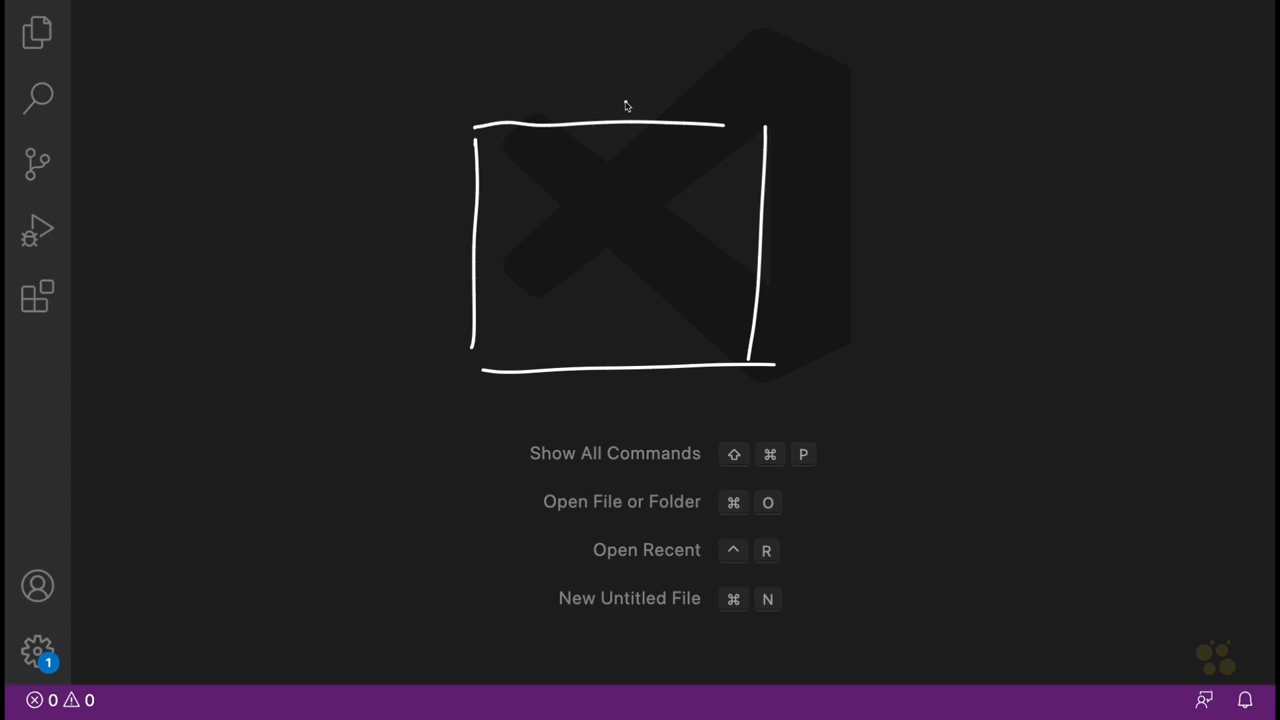 Show All Commands ⇧ ⌘ P
Open File or Folder ⌘ O
Open Recent ^ R
New Untitled File ⌘ N
1
0 0